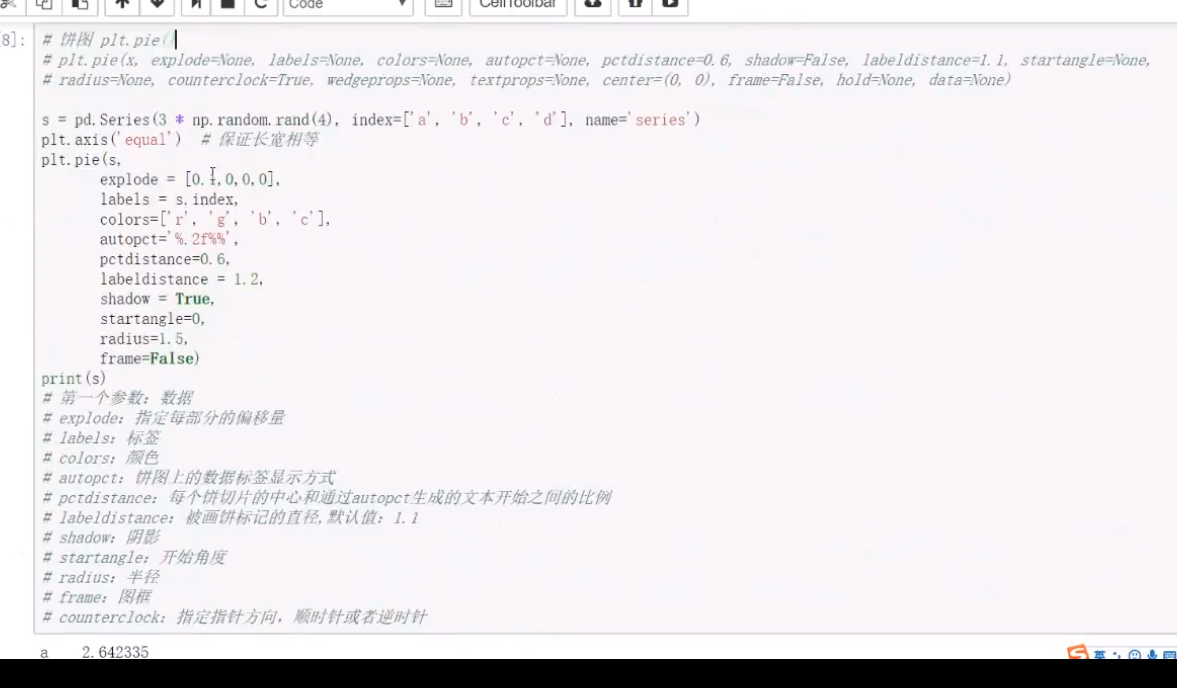 Code
CellToolbar
8]:
# 饼图 plt.pie()
# plt.pie(x, explode=None, labels=None, colors=None, autopct=None, pctdistance=0.6, shadow=False, labeldistance=1.1, startangle=None,
# radius=None, counterclock=True, wedgeprops=None, textprops=None, center=(0, 0), frame=False, hold=None, data=None)
s = pd.Series(3 * np.random.rand(4), index=['a', 'b', 'c', 'd'], name='series')
plt.axis('equal')  # 保证长宽相等
plt.pie(s,
explode = [0.1,0,0,0],
labels = s.index,
colors=['r', 'g', 'b', 'c'],
autopct='%.2f%%',
pctdistance=0.6,
labeldistance = 1.2,
shadow = True,
startangle=0,
radius=1.5,
frame=False)
print(s)
# 第一个参数：数据
# explode：指定每部分的偏移量
# labels：标签
# colors：颜色
# autopct：饼图上的数据标签显示方式
# pctdistance：每个饼切片的中心和通过autopct生成的文本开始之间的比例
# labeldistance：被画饼标记的直径,默认值：1.1
# shadow：阴影
# startangle：开始角度
# radius：半径
# frame：图框
# counterclock：指定指针方向，顺时针或者逆时针
a    2.642335
英